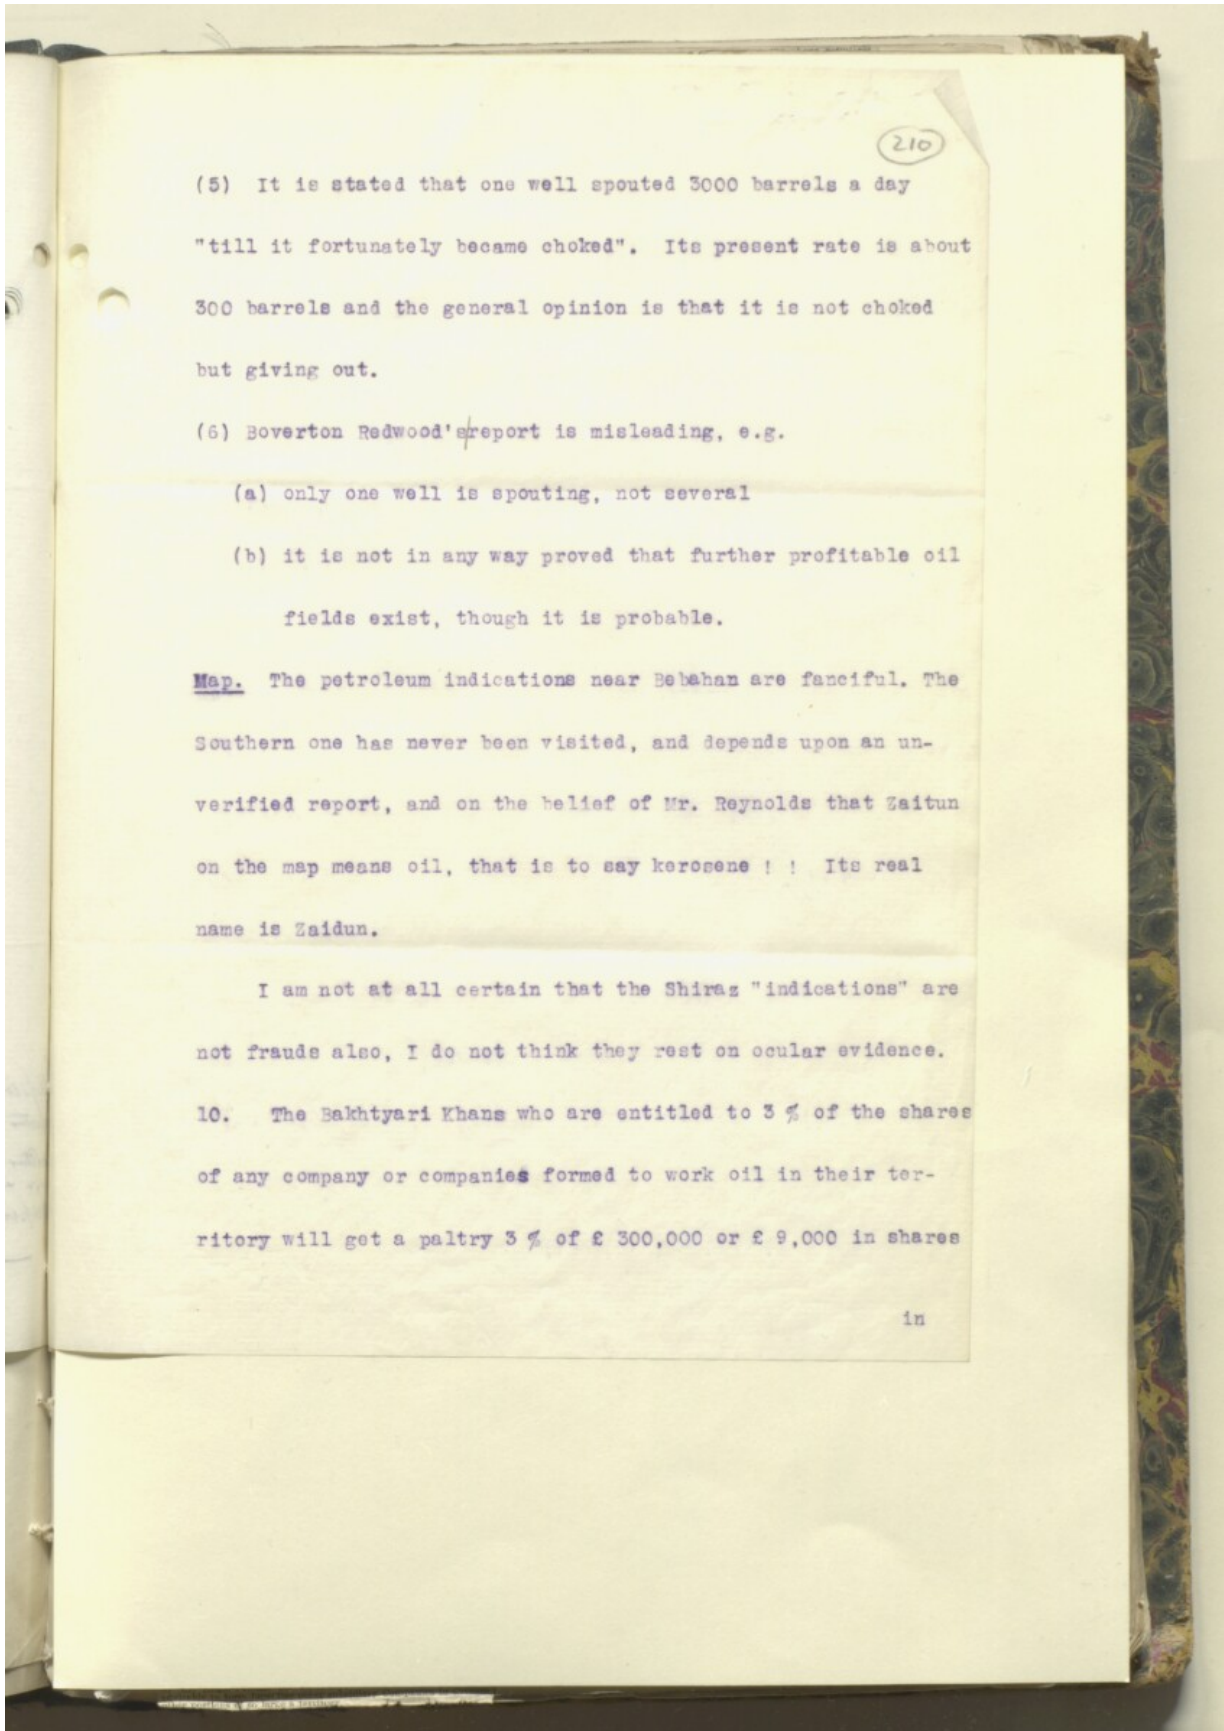 210
(5) It is stated that one well spouted 3000 barrels a day
"till it fortunately became choked". Its present rate is about
300 barrels and the general opinion is that it is not choked
but giving out.
(6) Boverton Redwood's/report is misleading, e.g.
(a) only one well is spouting, not several
(b) it is not in any way proved that further profitable oil
fields exist, though it is probable.
Map. The petroleum indications near Bebahan are fanciful. The
Southern one has never been visited, and depends upon an un-
verified report, and on the belief of Mr. Reynolds that Zaitun
on the map means oil, that is to say kerosene ! ! Its real
name is Zaidun.
I am not at all certain that the Shiraz "indications" are
not frauds also, I do not think they rest on ocular evidence.
10. The Bakhtyari Khans who are entitled to 3 % of the shares
of any company or companies formed to work oil in their ter-
ritory will get a paltry 3 % of £ 300,000 or £ 9,000 in shares
in